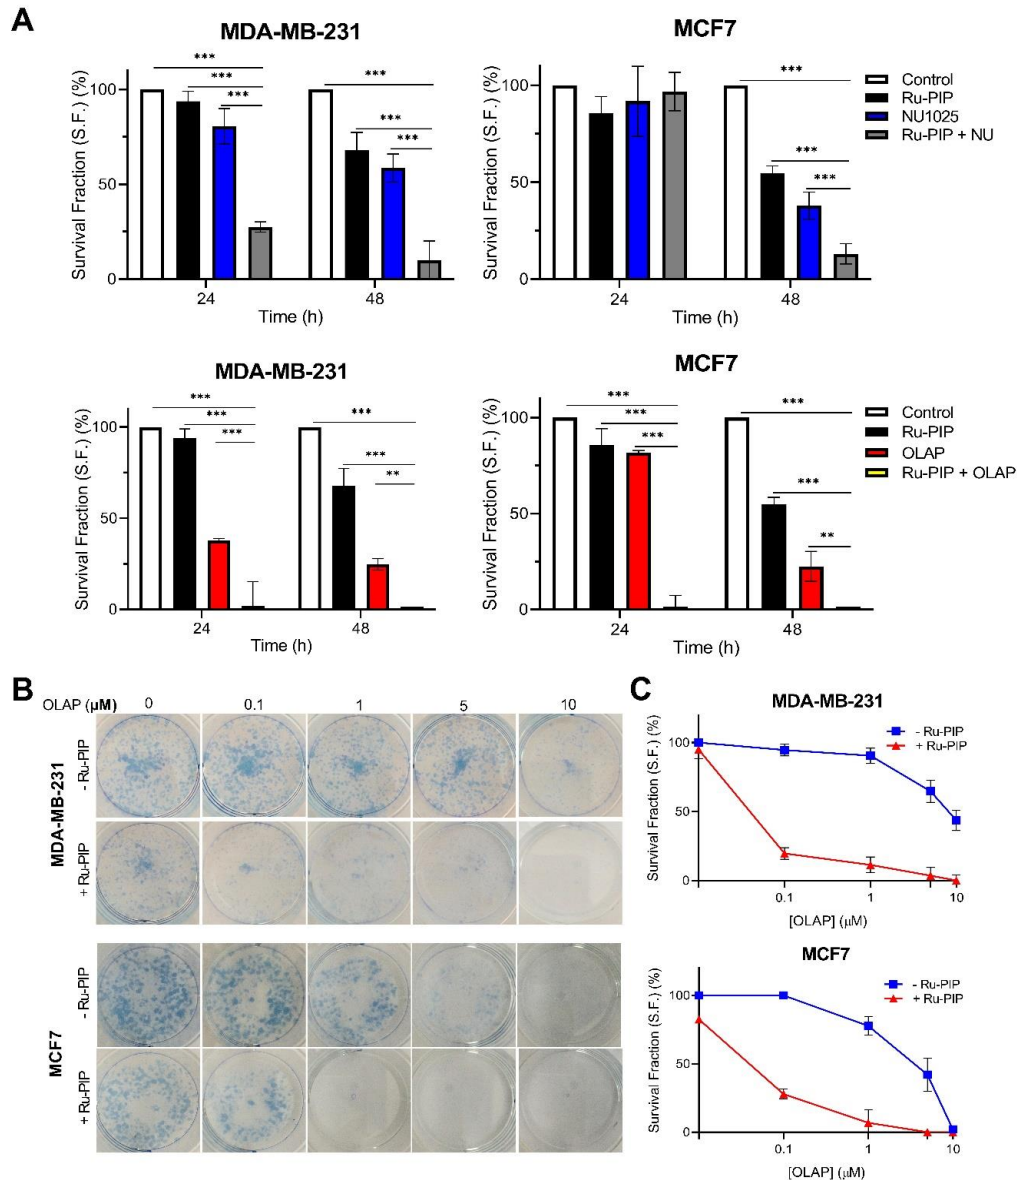 A
MDA-MB-231
Survival Fraction (S.F.) (%)
100
50
0
***
***
***
***
***
***
24
48
Time (h)
MCF7
Survival Fraction (S.F.) (%)
100
50
0
***
***
***
24
48
Time (h)
Control
Ru-PIP
NU1025
Ru-PIP + NU
MDA-MB-231
Survival Fraction (S.F.) (%)
100
50
0
***
***
***
***
***
**
24
48
Time (h)
MCF7
Survival Fraction (S.F.) (%)
100
50
0
***
***
***
***
***
**
24
48
Time (h)
Control
Ru-PIP
OLAP
Ru-PIP + OLAP
B
OLAP (µM) 0 0.1 1 5 10
MDA-MB-231
- Ru-PIP
+ Ru-PIP
MCF7
- Ru-PIP
+ Ru-PIP
C
MDA-MB-231
Survival Fraction (S.F.) (%)
100
50
0
- Ru-PIP
+ Ru-PIP
0.1 1 10
[OLAP] (µM)
MCF7
Survival Fraction (S.F.) (%)
100
50
0
- Ru-PIP
+ Ru-PIP
0.1 1 10
[OLAP] (µM)